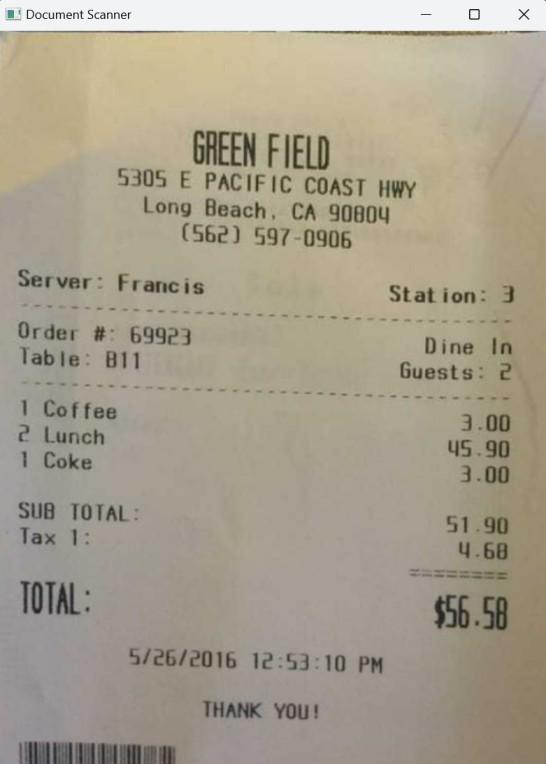 Document Scanner
GREEN FIELD
5305 E PACIFIC COAST HWY
Long Beach, CA 90804
(562) 597-0906
Server: Francis Station: 3
Order #: 69923 Dine In
Table: B11 Guests: 2
1 Coffee 3.00
2 Lunch 45.90
1 Coke 3.00
SUB TOTAL: 51.90
Tax 1: 4.68
========
TOTAL: $56.58
5/26/2016 12:53:10 PM
THANK YOU!